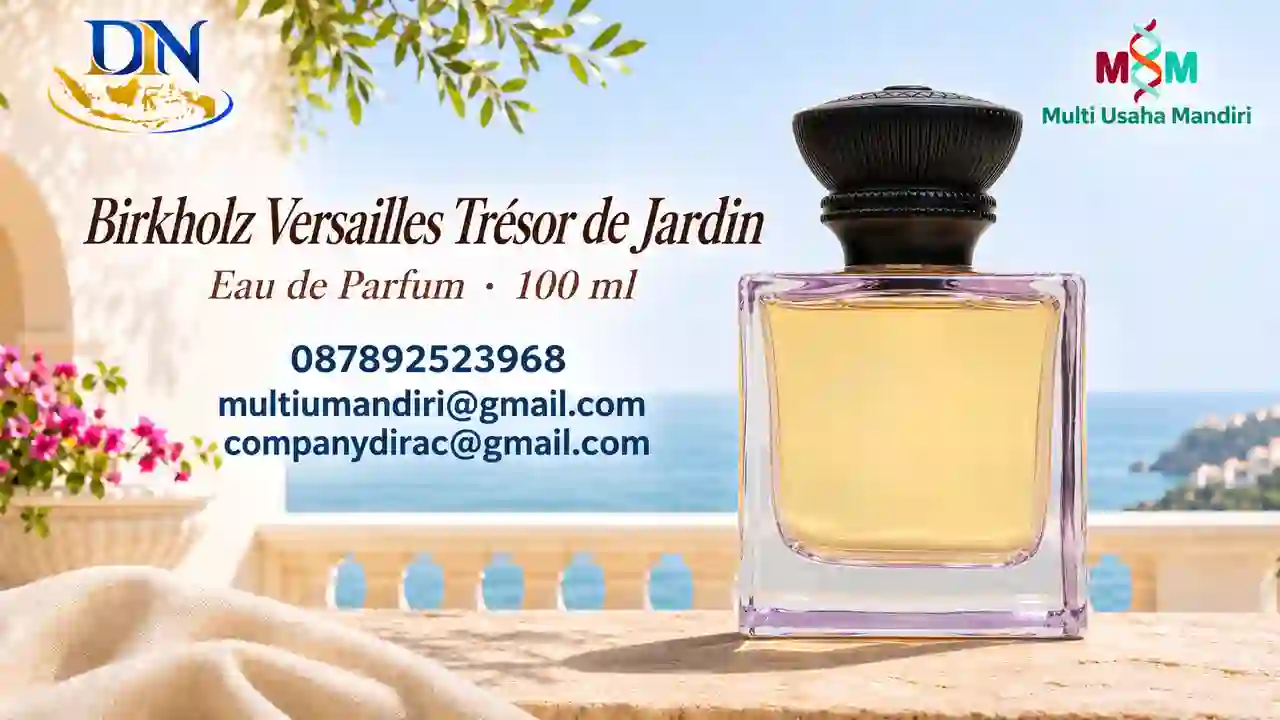 DN
M M
Multi Usaha Mandiri
Birkholz Versailles Trésor de Jardin
Eau de Parfum • 100 ml
087892523968
multiumandiri@gmail.com
companydirac@gmail.com